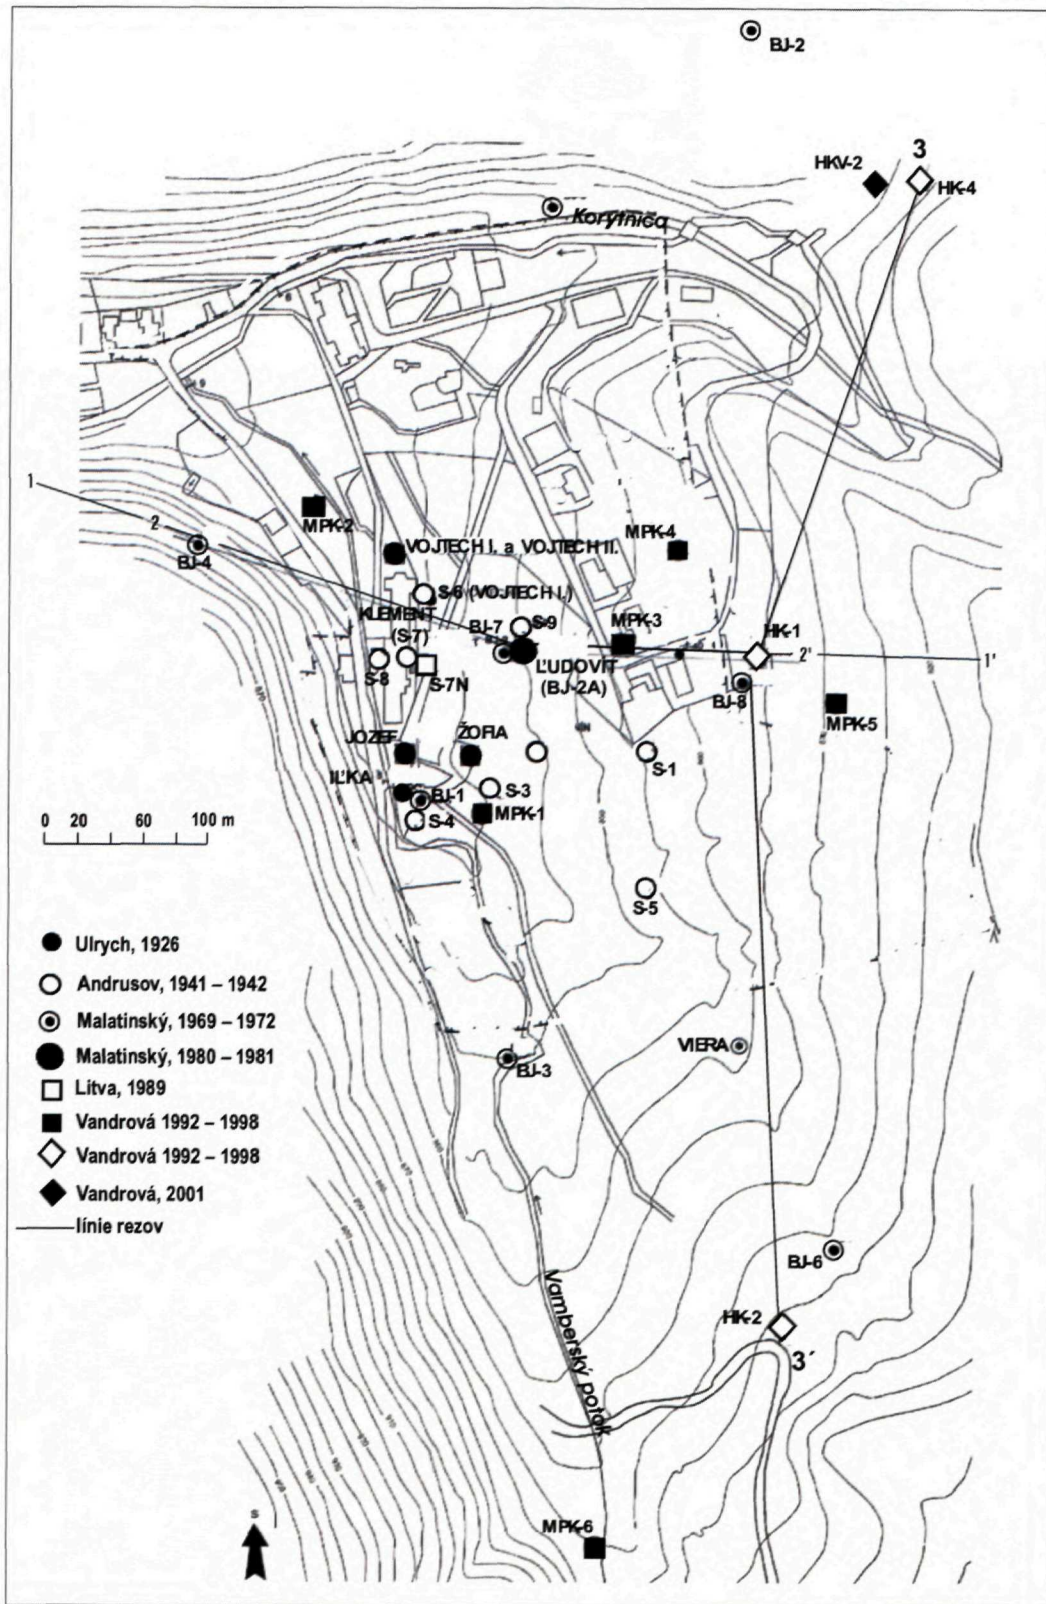 BJ-2
3
HKV-2
HK-4
Korytnica
1
2
MPK-2
BJ-4
VOJTECH I. a VOJTECH II.
MPK-4
S-6 (VOJTECH I.)
KLEMENT
(S-7)
BJ-7
S-9
MPK-3
HK-1
2'
1'
S-8
S-7N
ĽUDOVÍT
(BJ-2A)
BJ-8
MPK-5
JOZEF
ŽOFIA
S-1
IĽKA
BJ-1
S-3
MPK-1
S-4
0 20 60 100 m
S-5
Ulrych, 1926
Andrusov, 1941 – 1942
Malatinský, 1969 – 1972
Malatinský, 1980 – 1981
Litva, 1989
Vandrová 1992 – 1998
Vandrová 1992 – 1998
Vandrová, 2001
línie rezov
VIERA
BJ-3
BJ-6
Vamberský potok
HK-2
3´
S
MPK-6